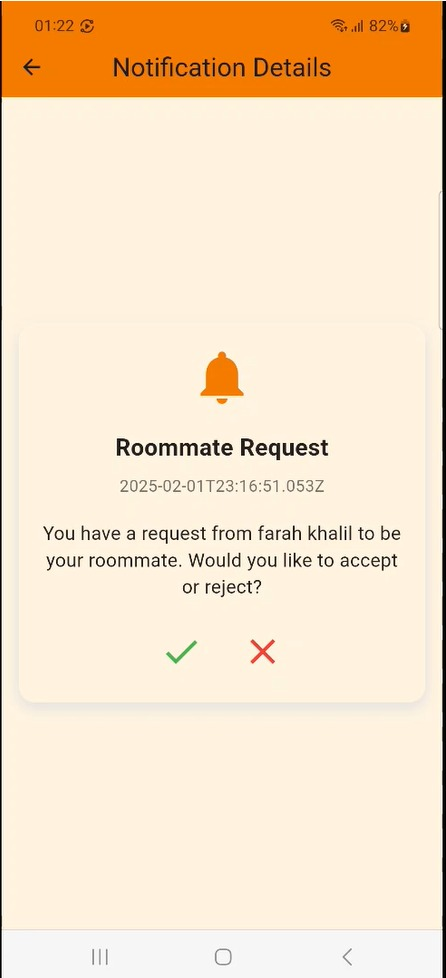 01:22
82%
Notification Details
Roommate Request
2025-02-01T23:16:51.053Z
You have a request from farah khalil to be
your roommate. Would you like to accept
or reject?